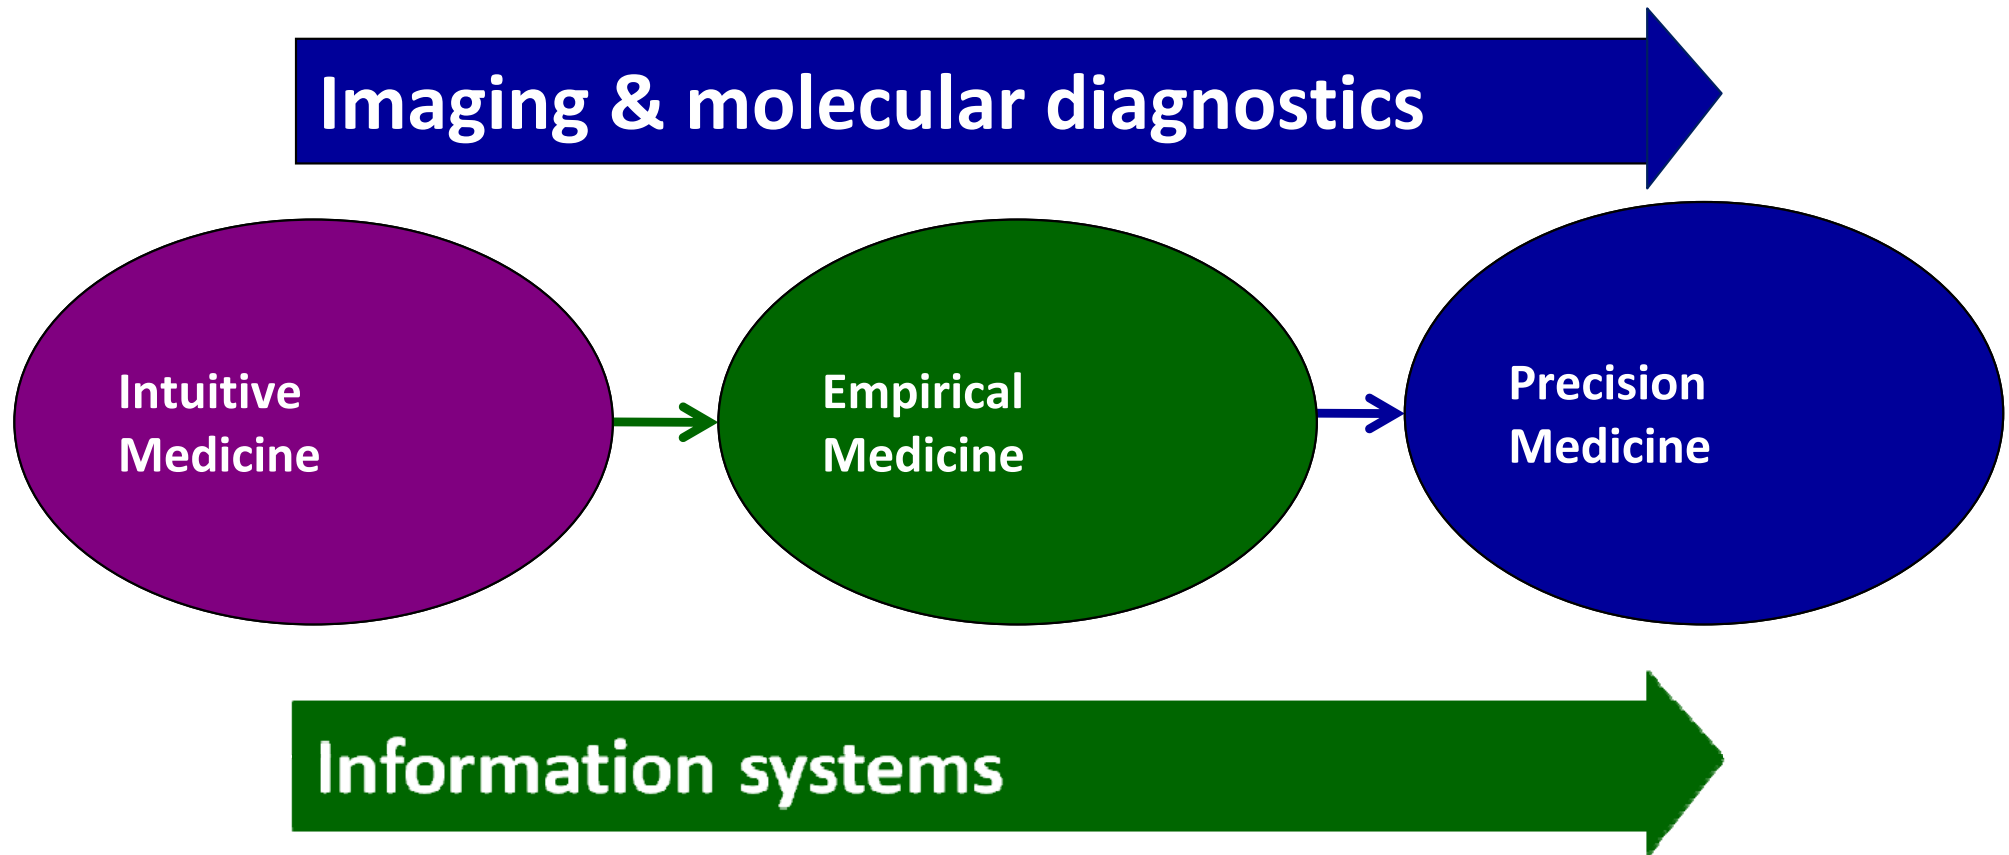 Imaging & molecular diagnostics
Intuitive
Medicine
Empirical
Medicine
Precision
Medicine
Information systems